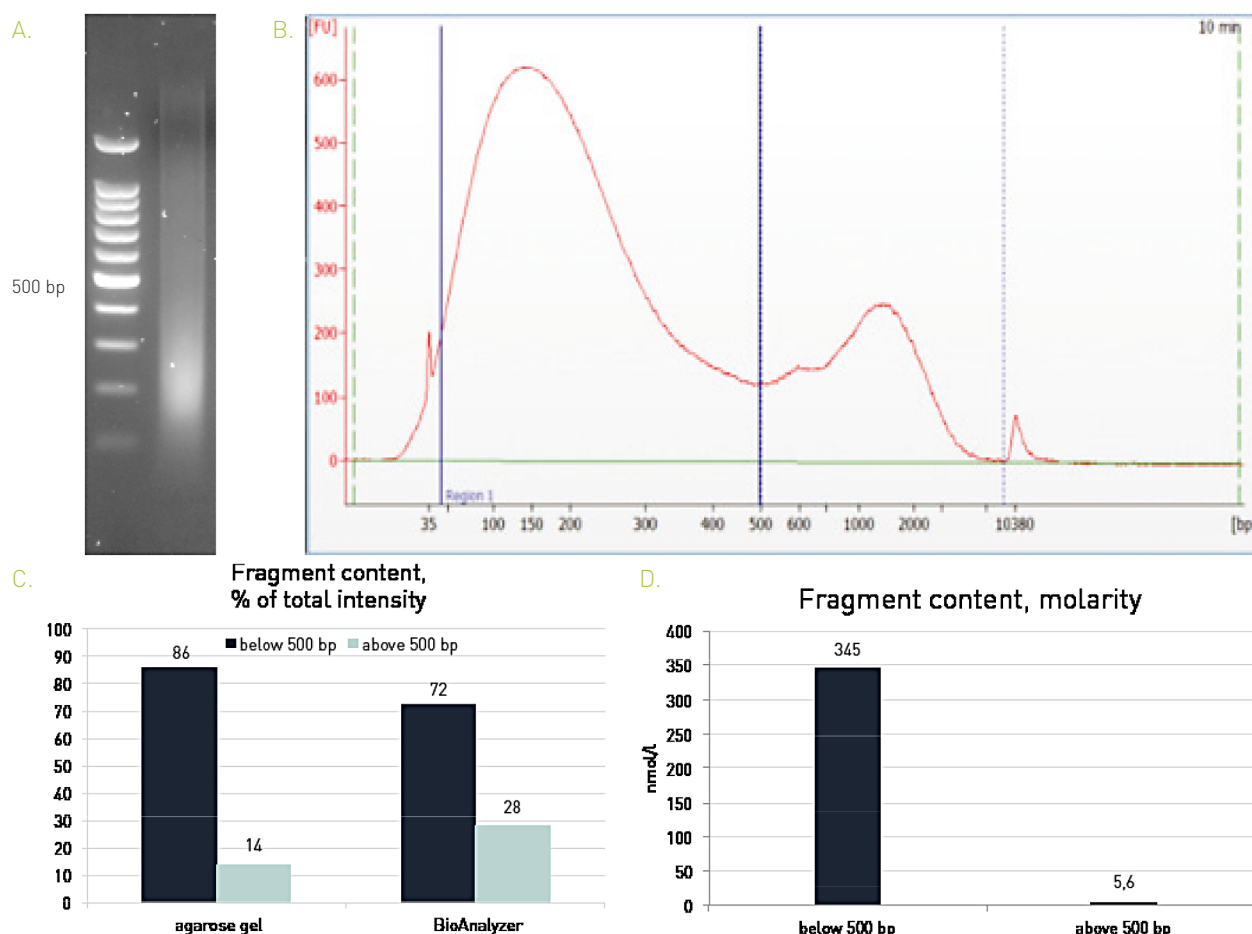 A.
500 bp
B.
[FU]
10 min
600
500
400
300
200
100
0
Region 1
35 100 150 200 300 400 500 600 1000 2000 10380 [bp
C.
Fragment content,
% of total intensity
below 500 bp above 500 bp
100
90
80
70
60
50
40
30
20
10
0
86
14
72
28
agarose gel BioAnalyzer
D.
Fragment content, molarity
nmol/l
400
350
300
250
200
150
100
50
0
345
5,6
below 500 bp above 500 bp